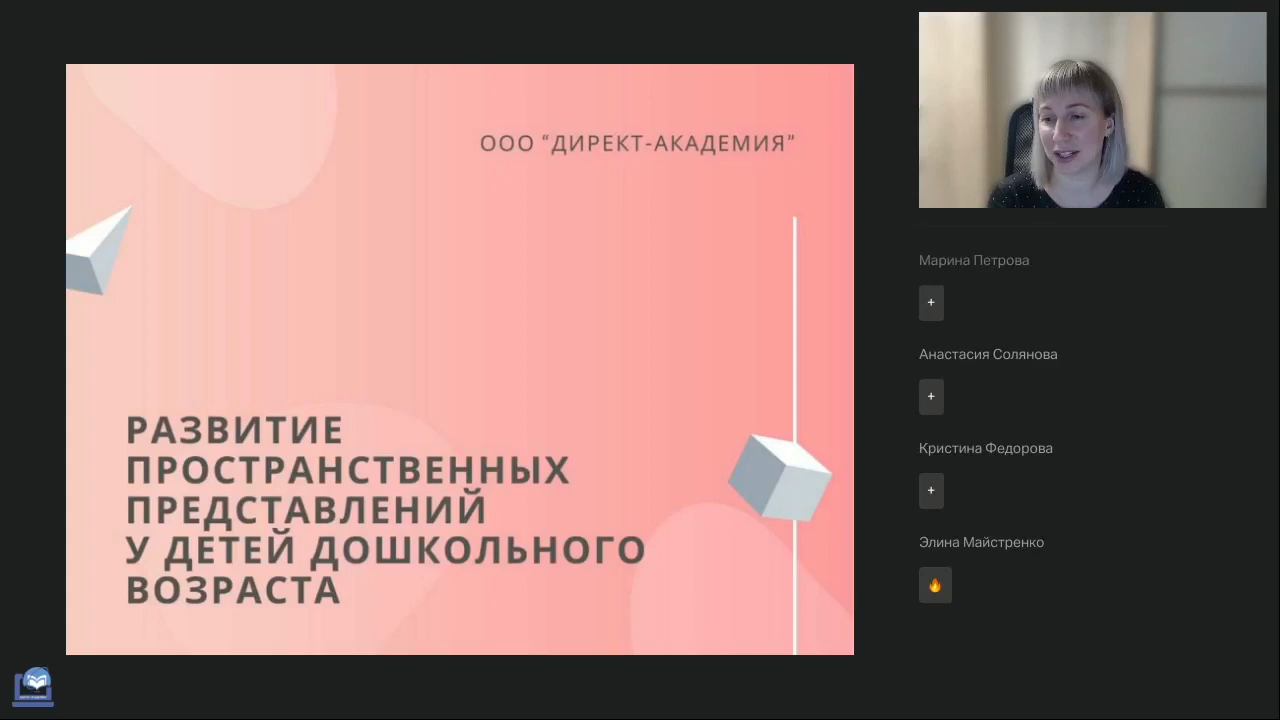 ООО “ДИРЕКТ-АКАДЕМИЯ”
РАЗВИТИЕ
ПРОСТРАНСТВЕННЫХ
ПРЕДСТАВЛЕНИЙ
У ДЕТЕЙ ДОШКОЛЬНОГО
ВОЗРАСТА
Марина Петрова
+
Анастасия Солянова
+
Кристина Федорова
+
Элина Майстренко
🔥